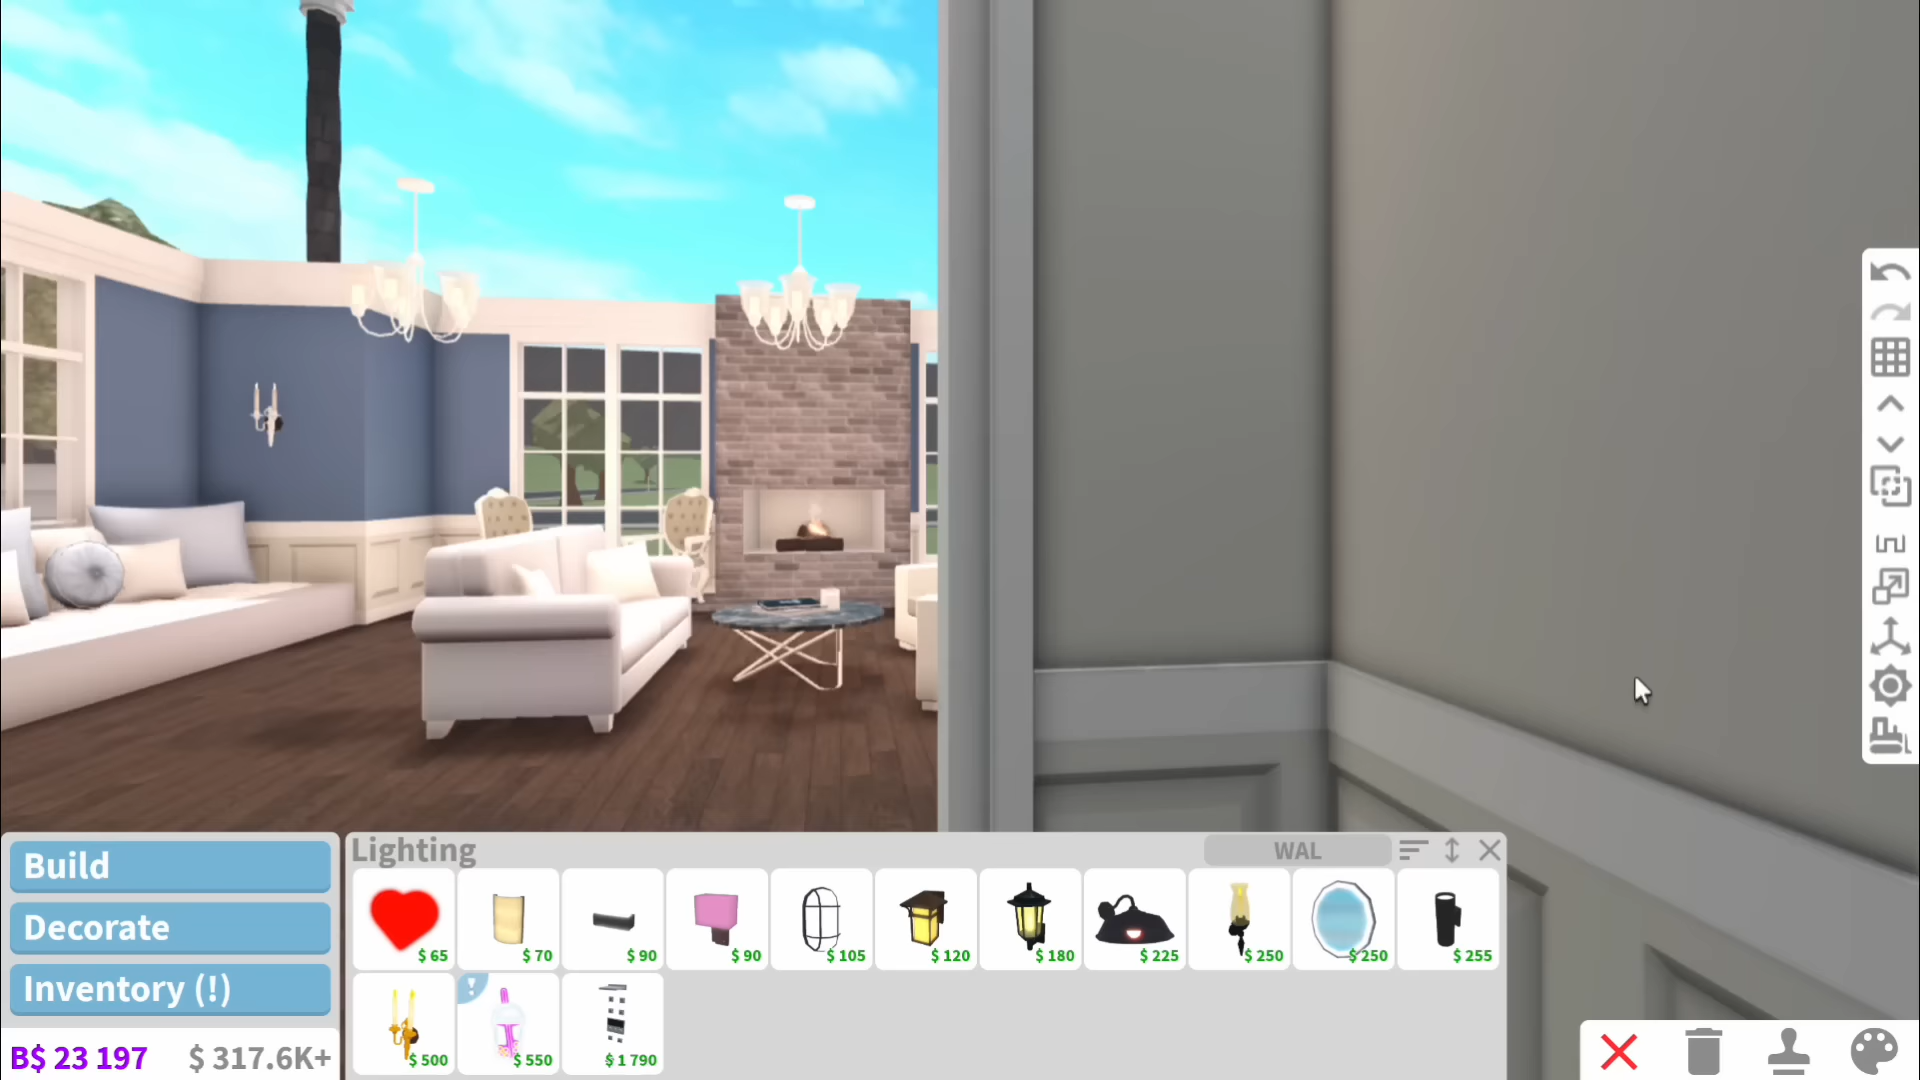 Build
Decorate
Inventory (!)
B$ 23 197 $ 317.6K+
Lighting WAL
$ 65 $ 70 $ 90 $ 90 $ 105 $ 120 $ 180 $ 225 $ 250 $ 250 $ 255
$ 500 $ 550 $ 1 790